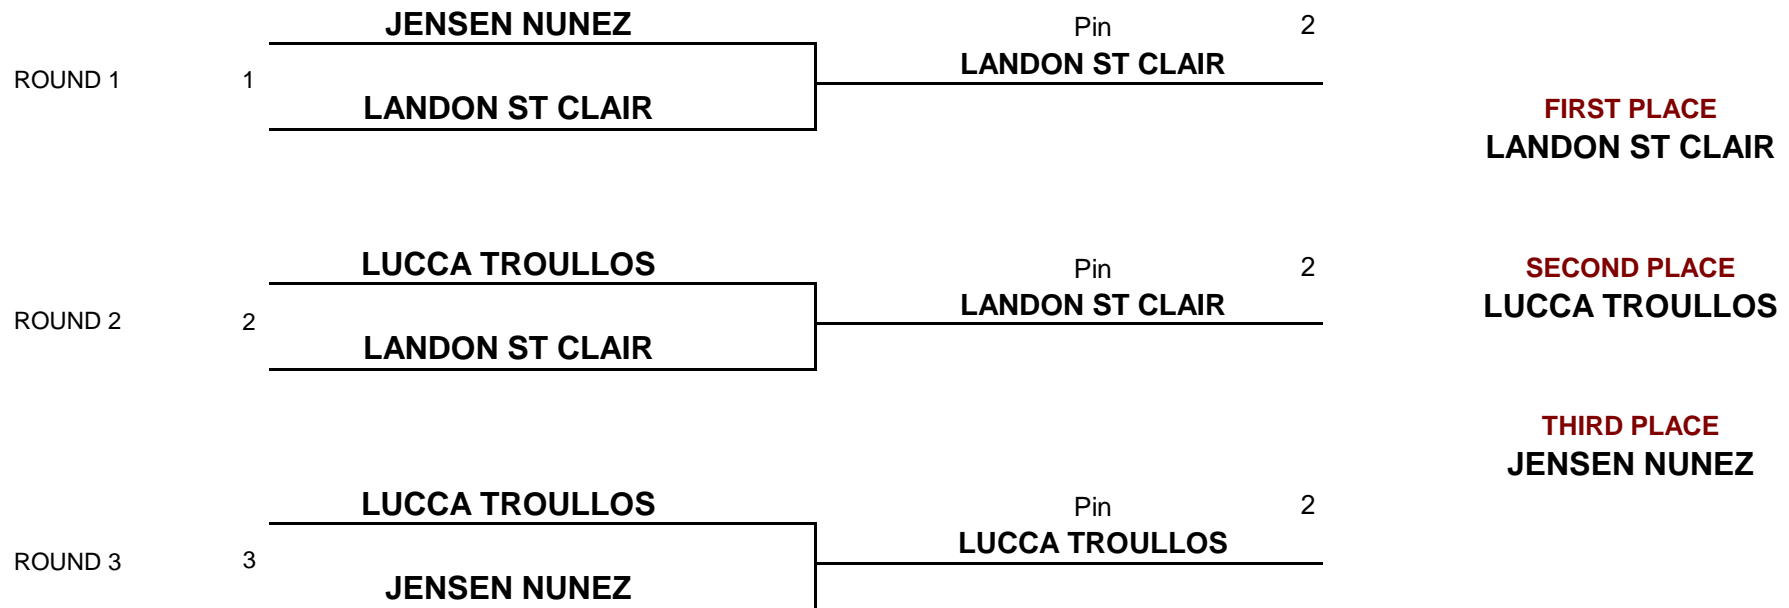 JENSEN NUNEZ
Pin 2
LANDON ST CLAIR
ROUND 1 1
LANDON ST CLAIR
FIRST PLACE
LANDON ST CLAIR
LUCCA TROULLOS
Pin 2
SECOND PLACE
LANDON ST CLAIR
LUCCA TROULLOS
ROUND 2 2
LANDON ST CLAIR
THIRD PLACE
JENSEN NUNEZ
LUCCA TROULLOS
Pin 2
LUCCA TROULLOS
ROUND 3 3
JENSEN NUNEZ